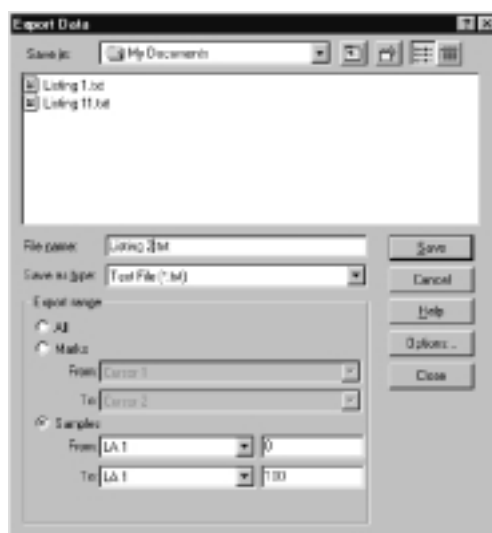 Export Data
Save in: My Documents
Listing 1.txt
Listing 11.txt
File name: Listing 2.txt
Save as type: Text File (*.txt)
Save
Cancel
Help
Options...
Close
Export range
All
Marks
From: Cursor 1
To: Cursor 2
Samples
From: LA 1 0
To: LA 1 100